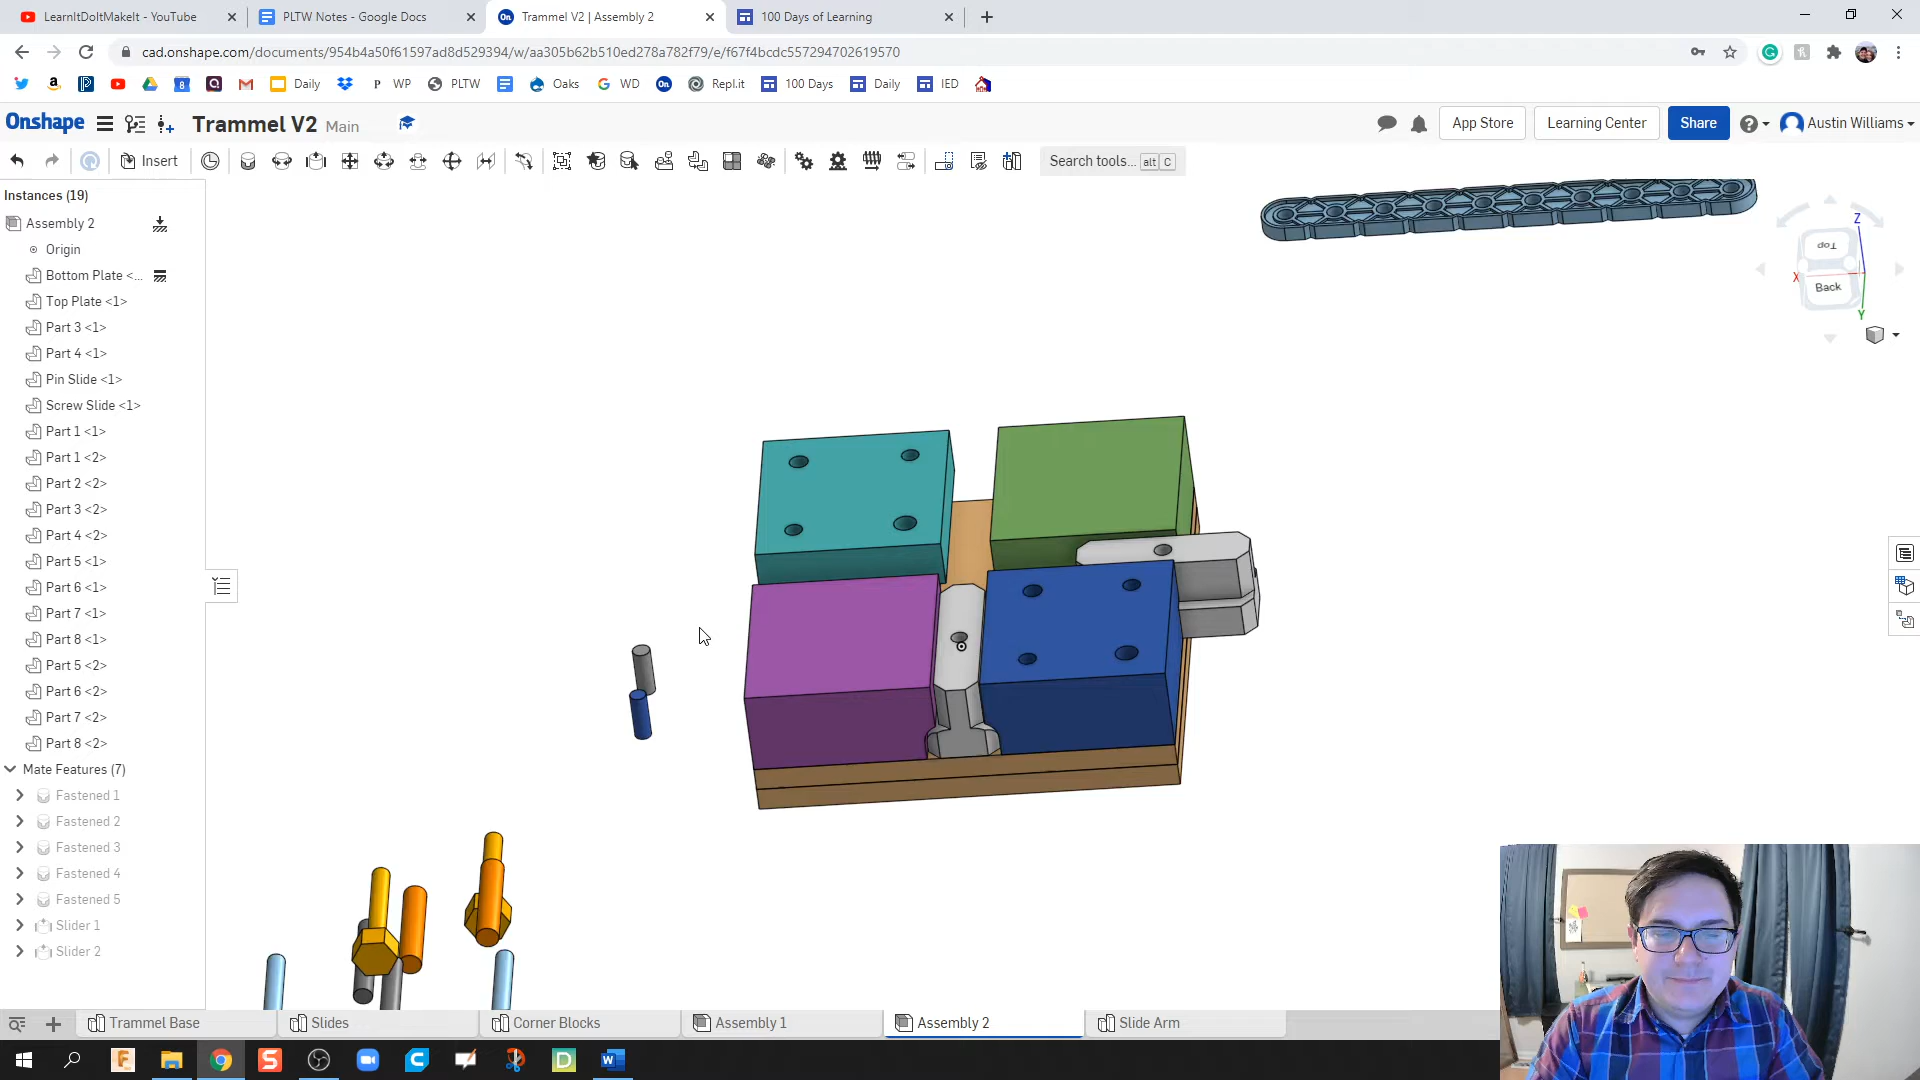 LearnItDoItMakeIt - YouTube
PLTW Notes - Google Docs
Trammel V2 | Assembly 2
100 Days of Learning
cad.onshape.com/documents/954b4a50f61597ad8d529394/w/aa305b62b510ed278a782f79/e/f67f4bcdc557294702619570
Daily
P WP
PLTW
Oaks
WD
Repl.it
100 Days
Daily
IED
Onshape
Trammel V2 Main
App Store
Learning Center
Share
Austin Williams
Insert
Search tools... alt C
Instances (19)
Assembly 2
Origin
Bottom Plate <...
Top Plate <1>
Part 3 <1>
Part 4 <1>
Pin Slide <1>
Screw Slide <1>
Part 1 <1>
Part 1 <2>
Part 2 <2>
Part 3 <2>
Part 4 <2>
Part 5 <1>
Part 6 <1>
Part 7 <1>
Part 8 <1>
Part 5 <2>
Part 6 <2>
Part 7 <2>
Part 8 <2>
Mate Features (7)
Fastened 1
Fastened 2
Fastened 3
Fastened 4
Fastened 5
Slider 1
Slider 2
Z
Top
X
Back
Y
Trammel Base
Slides
Corner Blocks
Assembly 1
Assembly 2
Slide Arm